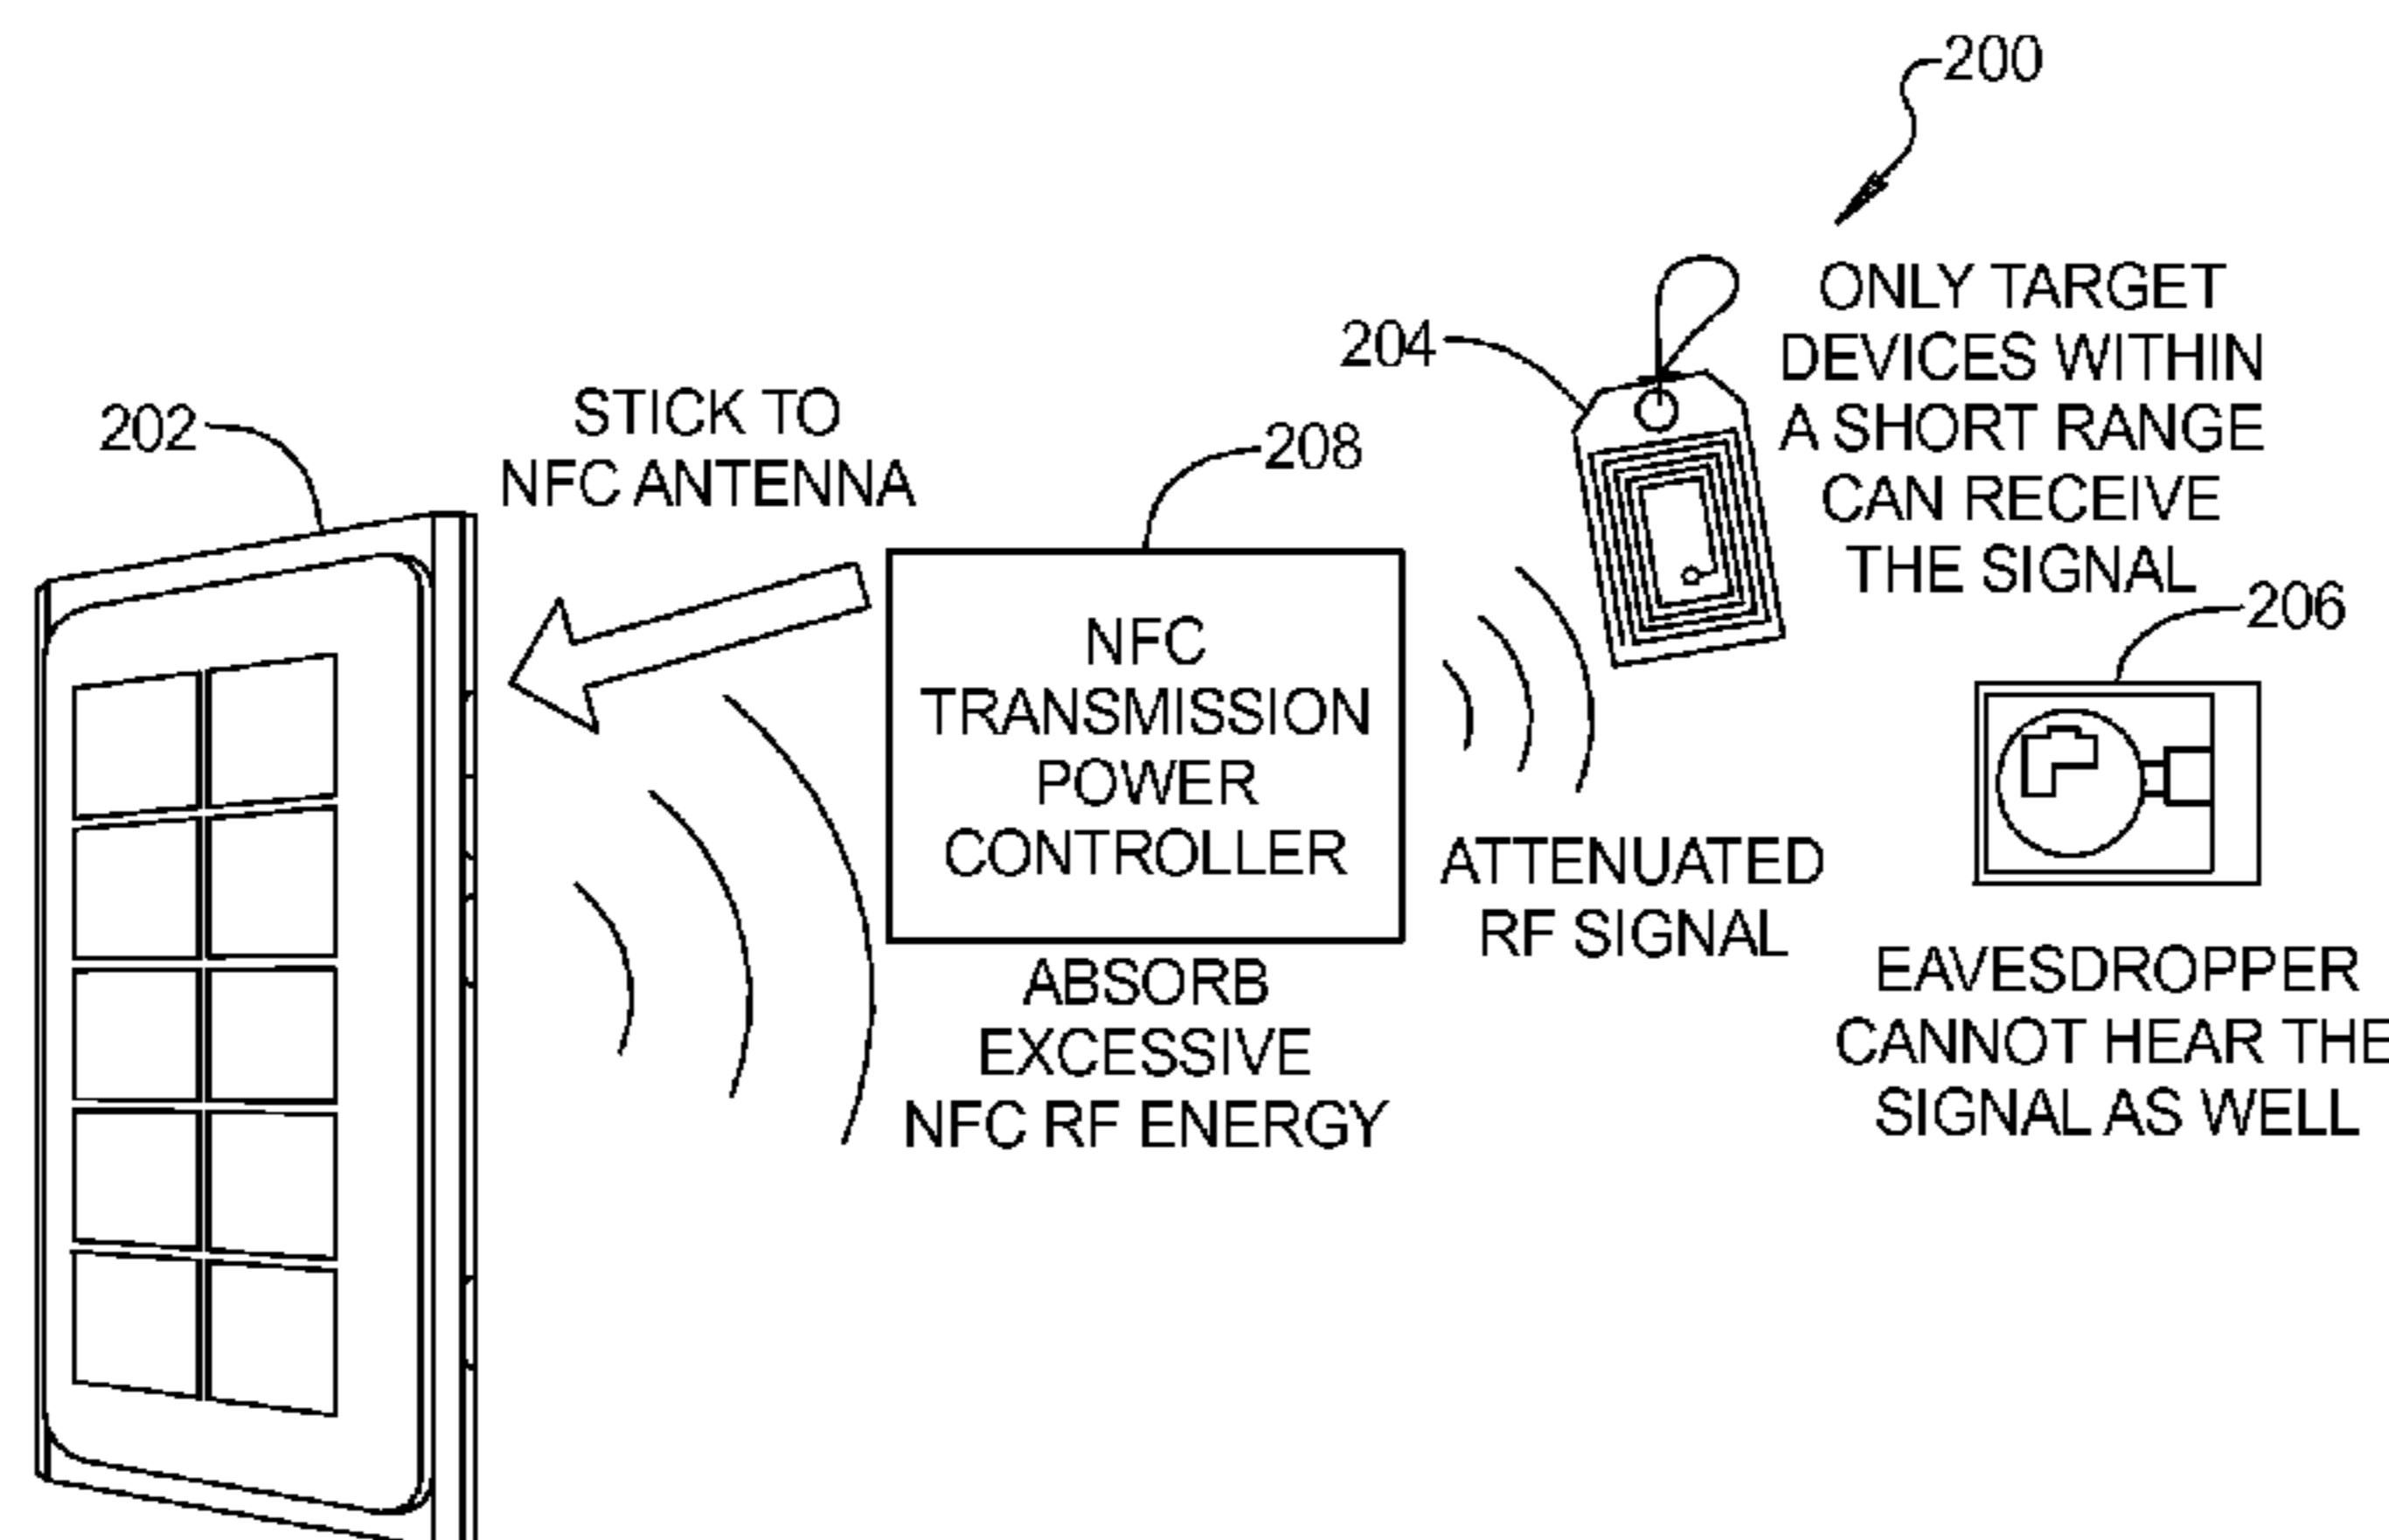 200
ONLY TARGET
DEVICES WITHIN
A SHORT RANGE
CAN RECEIVE
THE SIGNAL
204
202
STICK TO
NFC ANTENNA
208
206
NFC
TRANSMISSION
POWER
CONTROLLER
ATTENUATED
RF SIGNAL
ABSORB
EXCESSIVE
NFC RF ENERGY
EAVESDROPPER
CANNOT HEAR THE
SIGNAL AS WELL